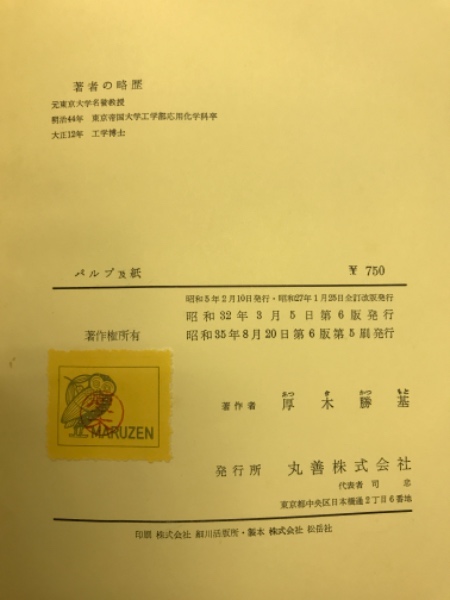 著者の略歴
元東京大学名誉教授
明治44年 東京帝国大学工学部応用化学科卒
大正12年 工学博士
パルプ及紙 ¥ 750
昭和5年2月10日発行・昭和27年1月25日全訂改版発行
昭和32年3月5日第6版発行
著作権所有
昭和35年8月20日第6版第5刷発行
MARUZEN
あつ き かつ もと
著作者 厚木勝基
発行所 丸善株式会社
代表者 司 忠
東京都中央区日本橋通2丁目6番地
印刷 株式会社 細川活版所・製本 株式会社 松岳社